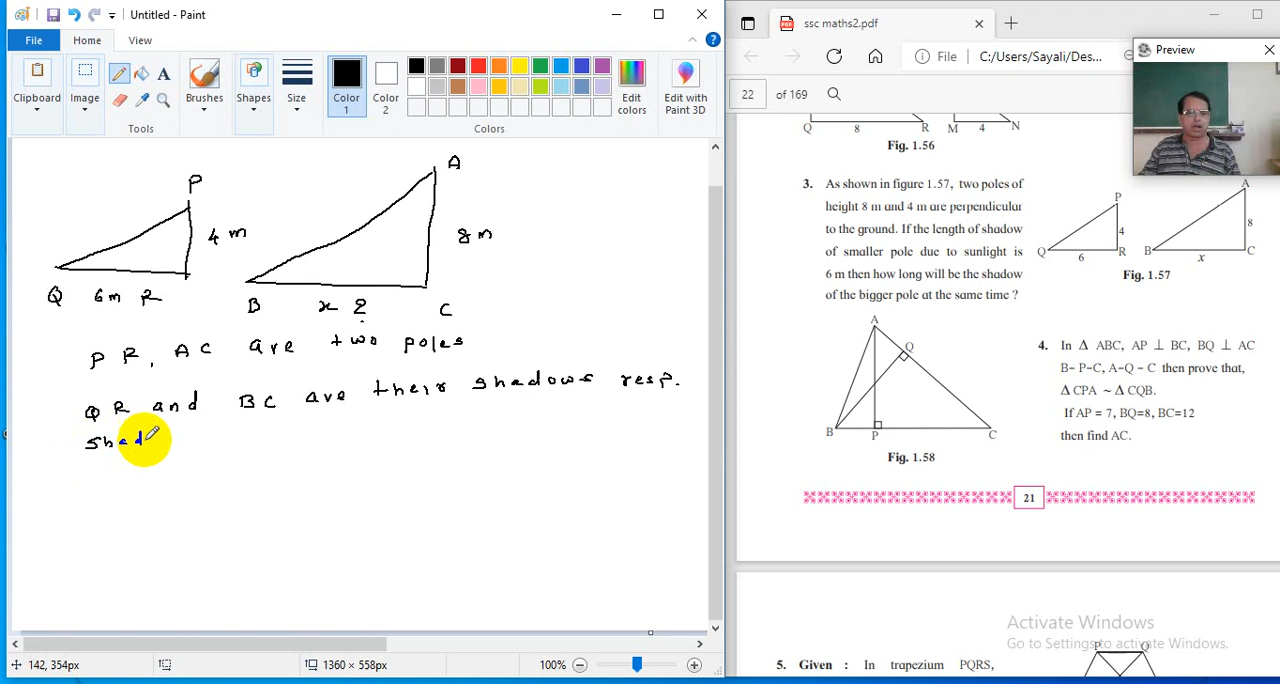 Untitled - Paint
File
Home
View
Clipboard
Image
Tools
Brushes
Shapes
Size
Color 1
Color 2
Edit colors
Edit with Paint 3D
Colors
P
4 m
Q 6m R
A
8 m
B x ? C
PR, AC are two poles
QR and BC are their shadows resp.
Shad
142, 354px
1360 × 558px
100%
ssc maths2.pdf
File
C:/Users/Sayali/Des...
22 of 169
Preview
Q 8 R M 4 N
Fig. 1.56
3. As shown in figure 1.57, two poles of
height 8 m and 4 m are perpendicular
to the ground. If the length of shadow
of smaller pole due to sunlight is
6 m then how long will be the shadow
of the bigger pole at the same time ?
P
4
Q 6 R
A
8
B x C
Fig. 1.57
A
Q
B P C
Fig. 1.58
4. In Δ ABC, AP ⊥ BC, BQ ⊥ AC
B- P-C, A-Q - C then prove that,
Δ CPA ~ Δ CQB.
If AP = 7, BQ=8, BC=12
then find AC.
21
Activate Windows
Go to Settings to activate Windows.
5. Given : In trapezium PQRS,
P Q